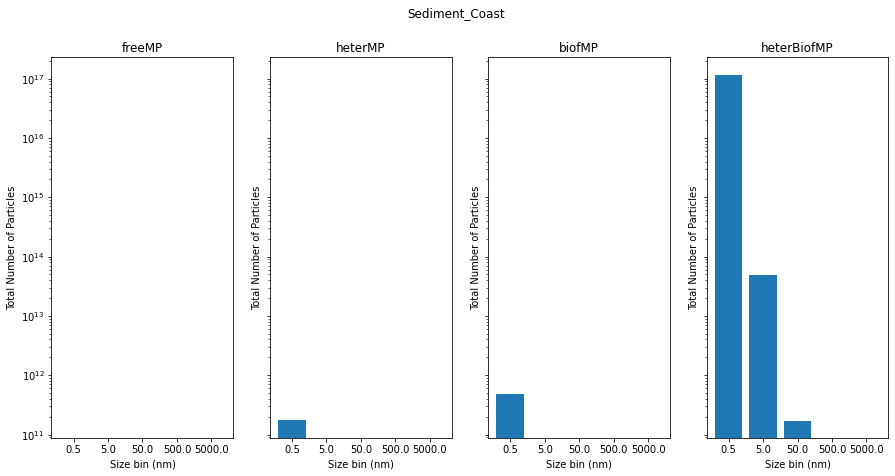 Sediment_Coast
freeMP
heterMP
biofMP
heterBiofMP
Total Number of Particles
10^17
10^16
10^15
10^14
10^13
10^12
10^11
0.5 5.0 50.0 500.0 5000.0
Size bin (nm)
Total Number of Particles
0.5 5.0 50.0 500.0 5000.0
Size bin (nm)
Total Number of Particles
0.5 5.0 50.0 500.0 5000.0
Size bin (nm)
Total Number of Particles
0.5 5.0 50.0 500.0 5000.0
Size bin (nm)